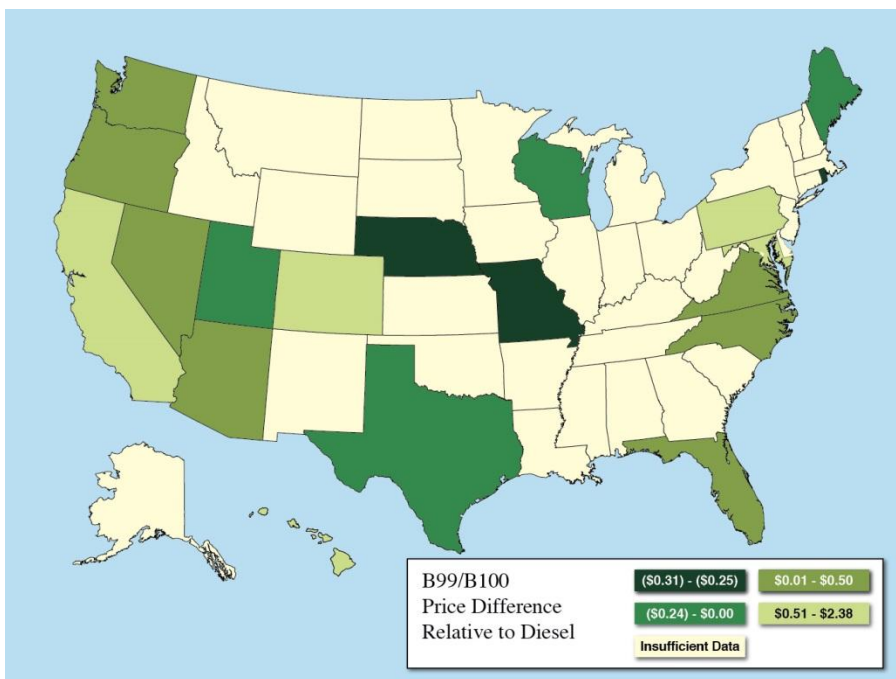 B99/B100
Price Difference
Relative to Diesel
($0.31) - ($0.25)
$0.01 - $0.50
($0.24) - $0.00
$0.51 - $2.38
Insufficient Data